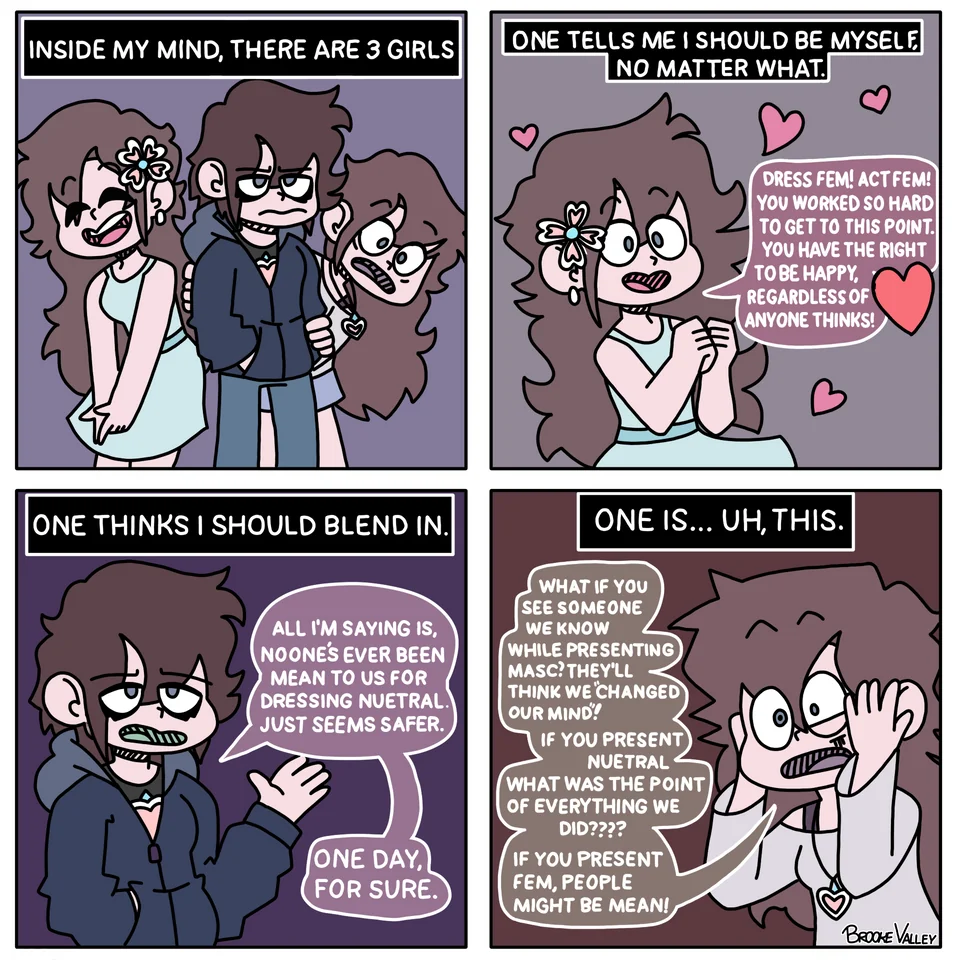 INSIDE MY MIND, THERE ARE 3 GIRLS
ONE TELLS ME I SHOULD BE MYSELF,
NO MATTER WHAT.
DRESS FEM! ACT FEM!
YOU WORKED SO HARD
TO GET TO THIS POINT.
YOU HAVE THE RIGHT
TO BE HAPPY,
REGARDLESS OF
ANYONE THINKS!
ONE THINKS I SHOULD BLEND IN.
ALL I'M SAYING IS,
NOONE'S EVER BEEN
MEAN TO US FOR
DRESSING NUETRAL.
JUST SEEMS SAFER.
ONE DAY,
FOR SURE.
ONE IS... UH, THIS.
WHAT IF YOU
SEE SOMEONE
WE KNOW
WHILE PRESENTING
MASC? THEY'LL
THINK WE "CHANGED
OUR MIND"!
IF YOU PRESENT
NUETRAL
WHAT WAS THE POINT
OF EVERYTHING WE
DID????
IF YOU PRESENT
FEM, PEOPLE
MIGHT BE MEAN!
BROOKE VALLEY